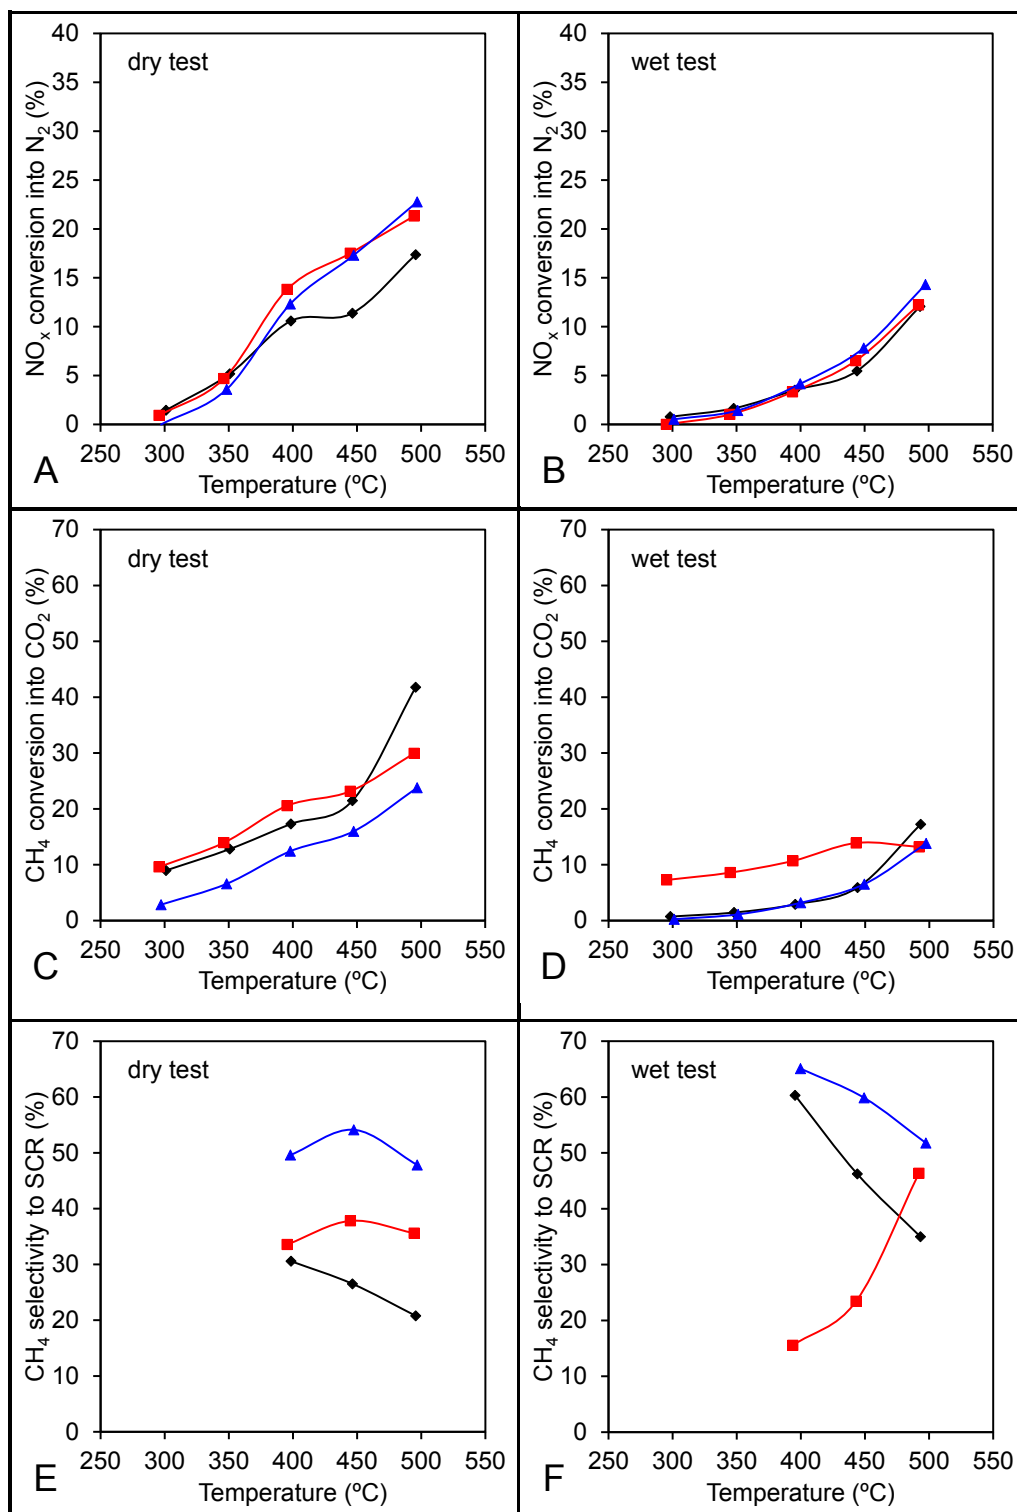 dry test
NOx conversion into N2 (%)
40
35
30
25
20
15
10
5
0
250 300 350 400 450 500 550
Temperature (ºC)
A
wet test
NOx conversion into N2 (%)
40
35
30
25
20
15
10
5
0
250 300 350 400 450 500 550
Temperature (ºC)
B
dry test
CH4 conversion into CO2 (%)
70
60
50
40
30
20
10
0
250 300 350 400 450 500 550
Temperature (ºC)
C
wet test
CH4 conversion into CO2 (%)
70
60
50
40
30
20
10
0
250 300 350 400 450 500 550
Temperature (ºC)
D
dry test
CH4 selectivity to SCR (%)
70
60
50
40
30
20
10
0
250 300 350 400 450 500 550
Temperature (ºC)
E
wet test
CH4 selectivity to SCR (%)
70
60
50
40
30
20
10
0
250 300 350 400 450 500 550
Temperature (ºC)
F